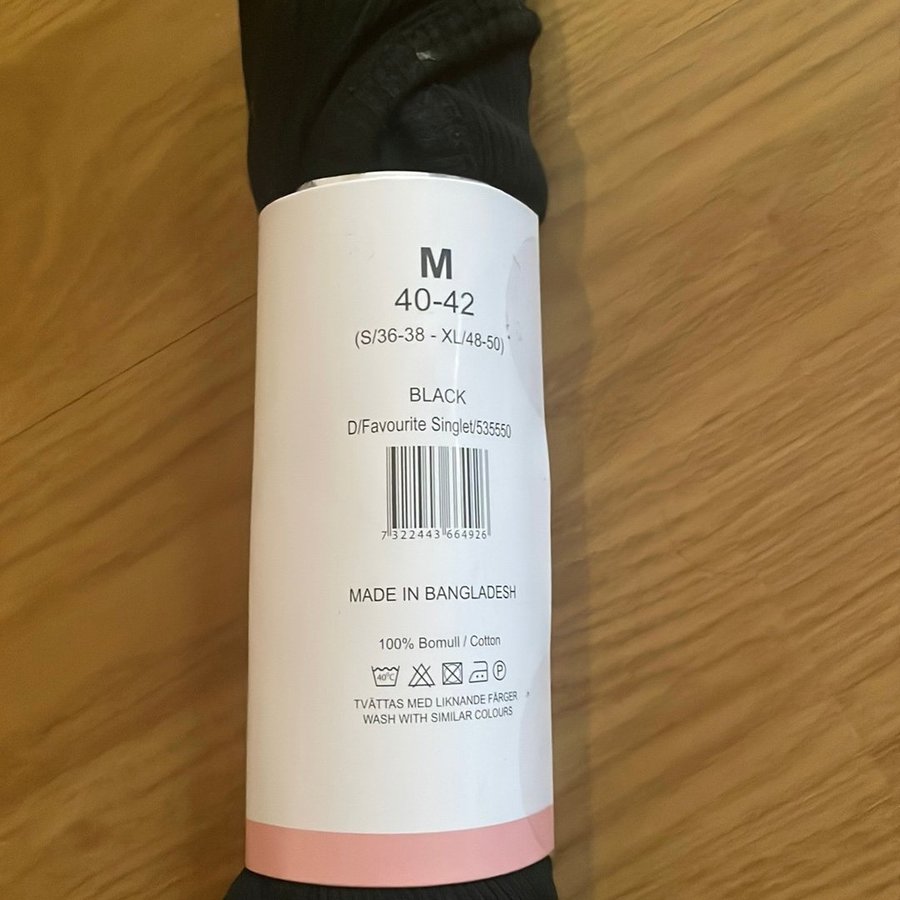 M
40-42
(S/36-38 - XL/48-50)
BLACK
D/Favourite Singlet/535550
7 322443 664926
MADE IN BANGLADESH
100% Bomull / Cotton
40°C P
TVÄTTAS MED LIKNANDE FÄRGER
WASH WITH SIMILAR COLOURS